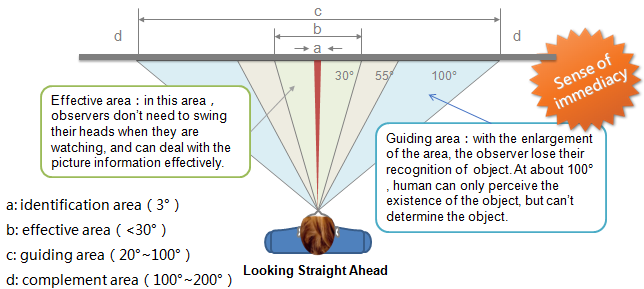 c
d
b
d
a
30°
55°
100°
Sense of
immediacy
Effective area：in this area，
observers don't need to swing
their heads when they are
watching, and can deal with the
picture information effectively.
Guiding area：with the enlargement
of the area, the observer lose their
recognition of object. At about 100°
, human can only perceive the
existence of the object, but can't
determine the object.
a: identification area（3°）
b: effective area（<30°）
c: guiding area（20°~100°）
d: complement area（100°~200°）
Looking Straight Ahead